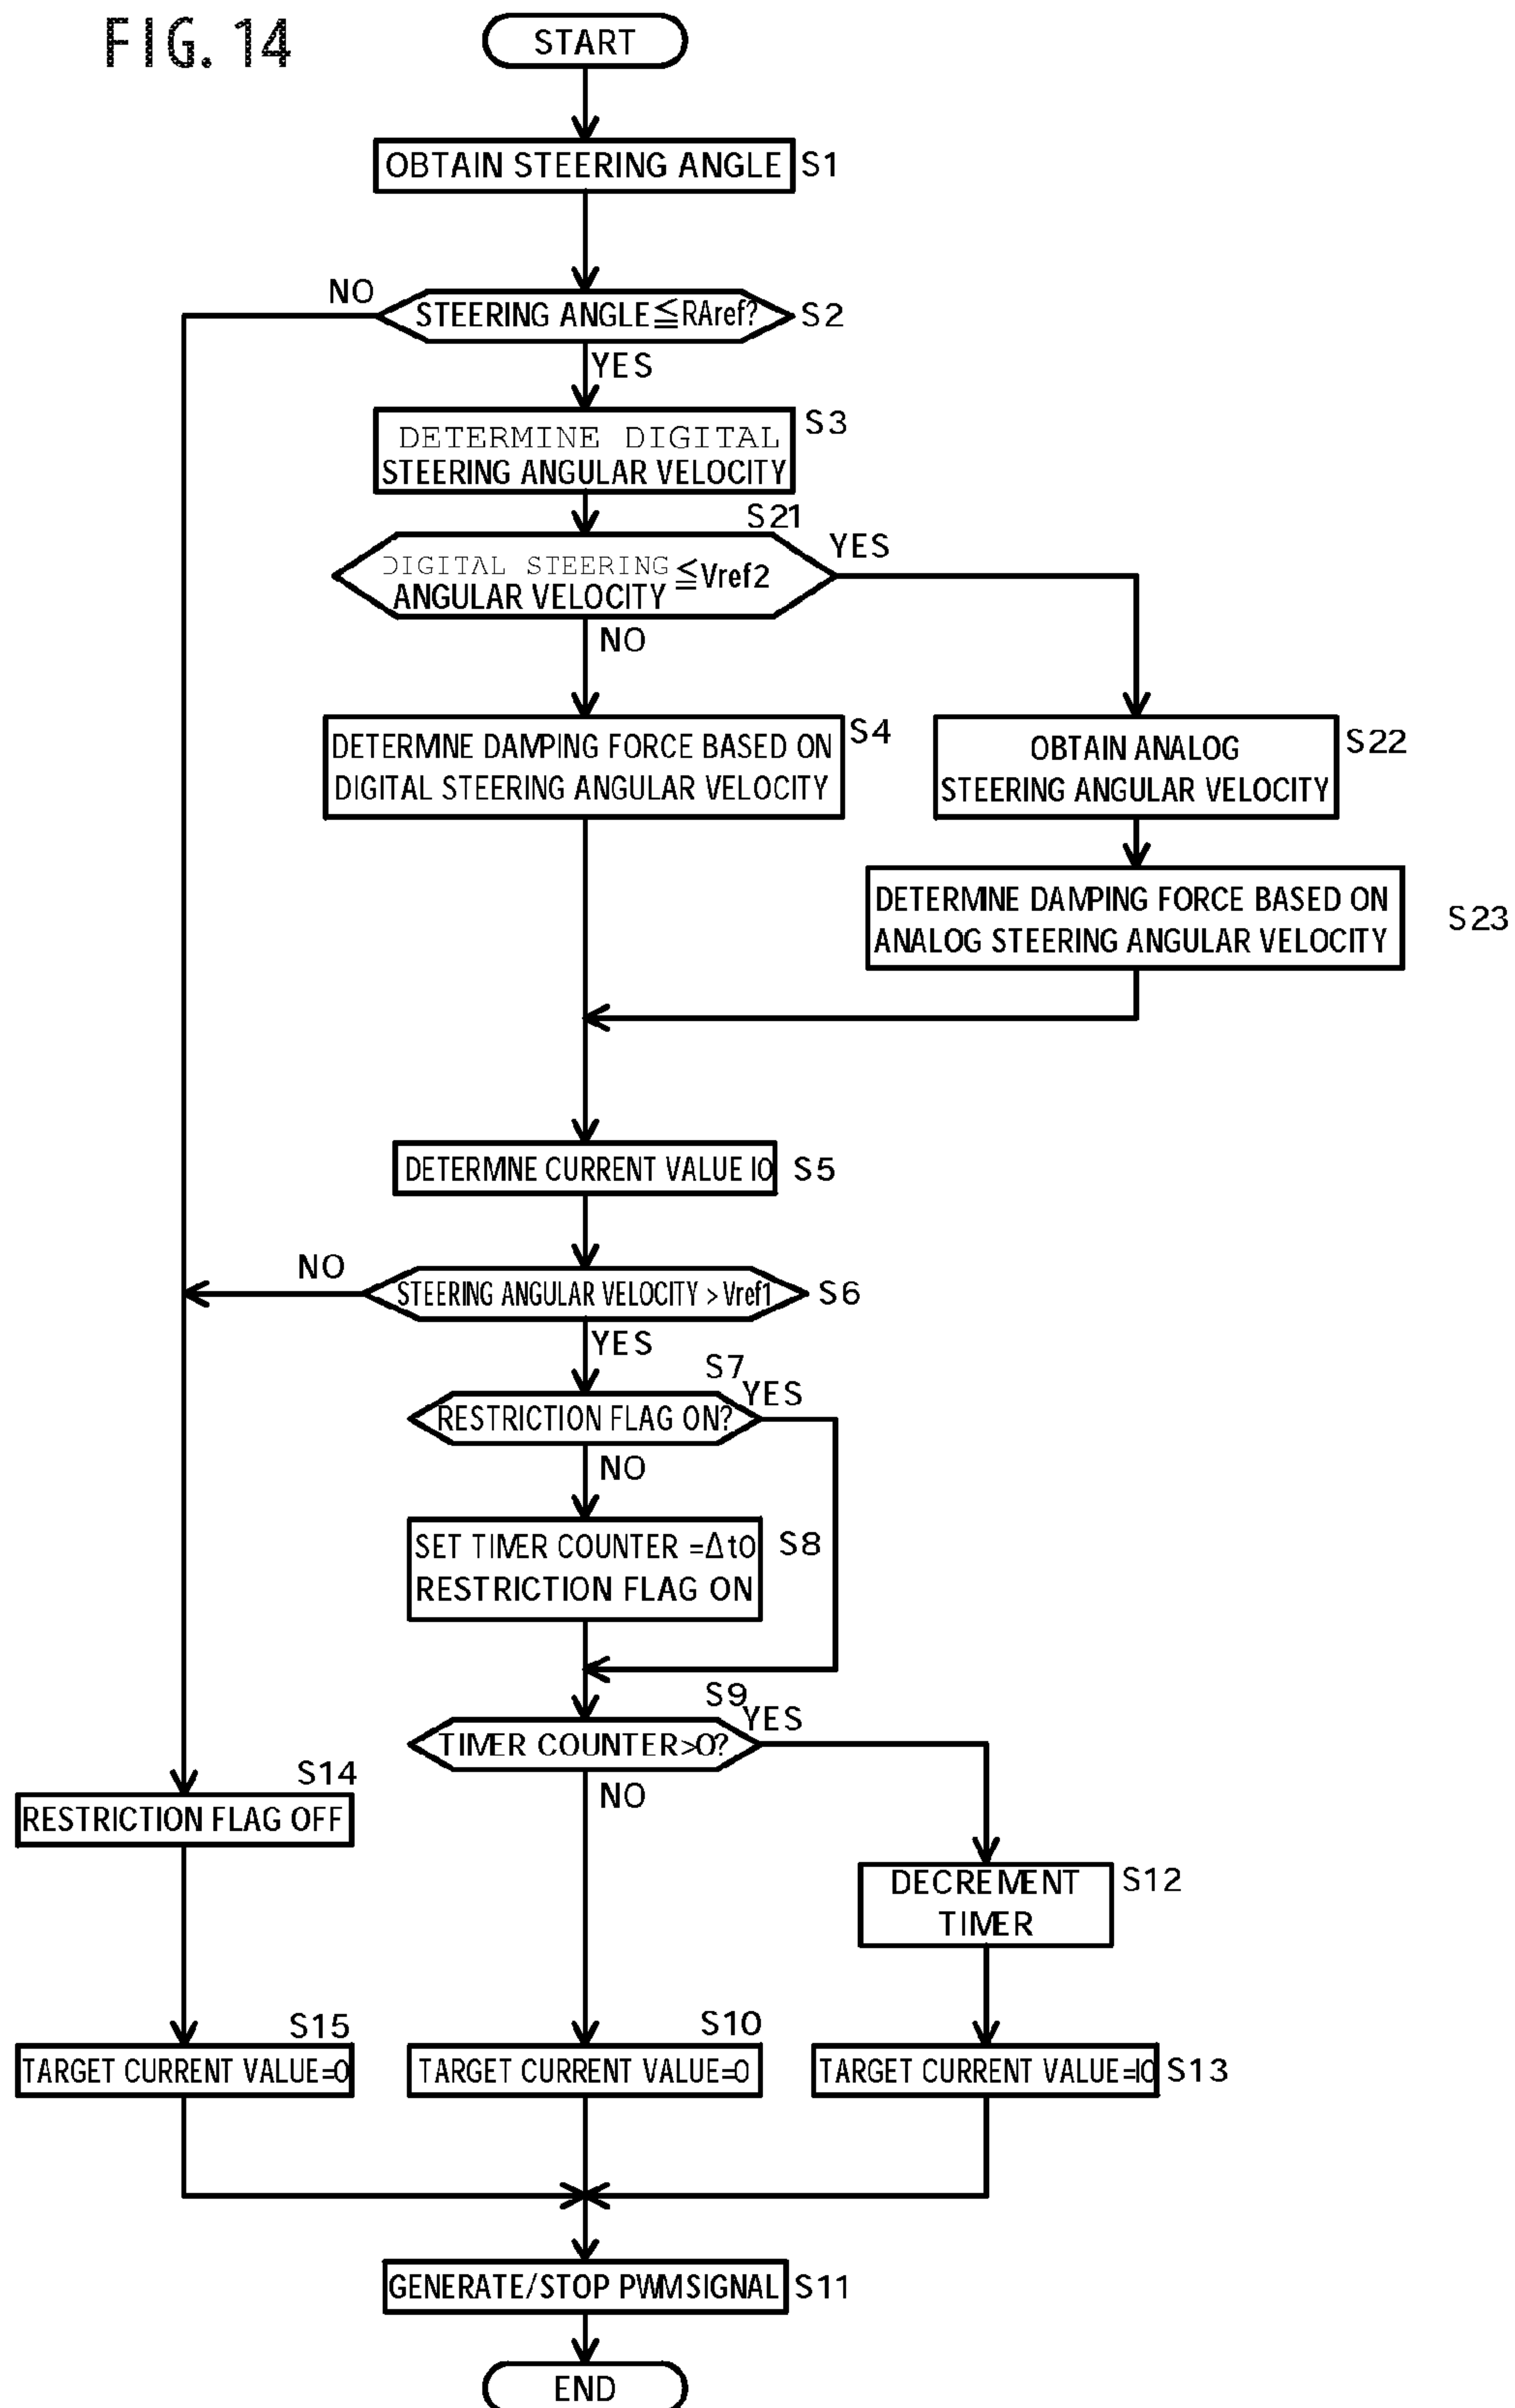 FIG. 14
START
OBTAIN STEERING ANGLE
S1
NO
STEERING ANGLE≦RAref?
S2
YES
DETERMINE DIGITAL
STEERING ANGULAR VELOCITY
S3
S21
DIGITAL STEERING
ANGULAR VELOCITY ≦Vref2
YES
NO
DETERMINE DAMPING FORCE BASED ON
DIGITAL STEERING ANGULAR VELOCITY
S4
OBTAIN ANALOG
STEERING ANGULAR VELOCITY
S22
DETERMINE DAMPING FORCE BASED ON
ANALOG STEERING ANGULAR VELOCITY
S23
DETERMINE CURRENT VALUE I0
S5
NO
STEERING ANGULAR VELOCITY > Vref1
S6
YES
S7
YES
RESTRICTION FLAG ON?
NO
SET TIMER COUNTER =Δt0
RESTRICTION FLAG ON
S8
S9
YES
TIMER COUNTER>0?
NO
S14
RESTRICTION FLAG OFF
DECREMENT
TIMER
S12
S15
TARGET CURRENT VALUE=0
S10
TARGET CURRENT VALUE=0
TARGET CURRENT VALUE=I0
S13
GENERATE/STOP PWM SIGNAL
S11
END